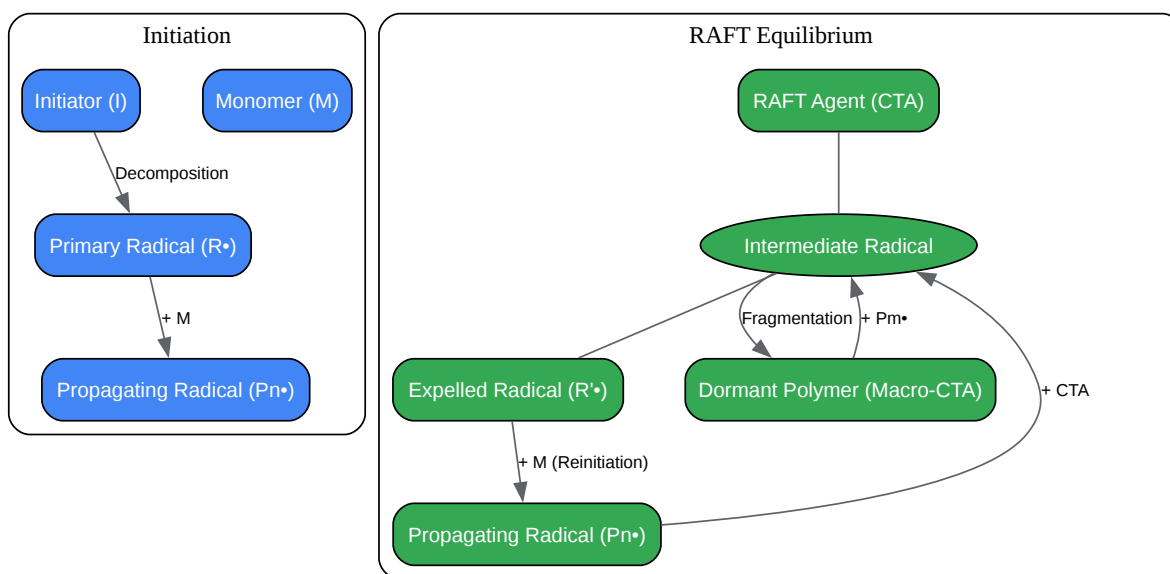 Initiation
Initiator (I)
Monomer (M)
Decomposition
Primary Radical (R•)
+ M
Propagating Radical (Pn•)
RAFT Equilibrium
RAFT Agent (CTA)
Intermediate Radical
Fragmentation
+ Pm•
Expelled Radical (R'•)
Dormant Polymer (Macro-CTA)
+ CTA
+ M (Reinitiation)
Propagating Radical (Pn•)